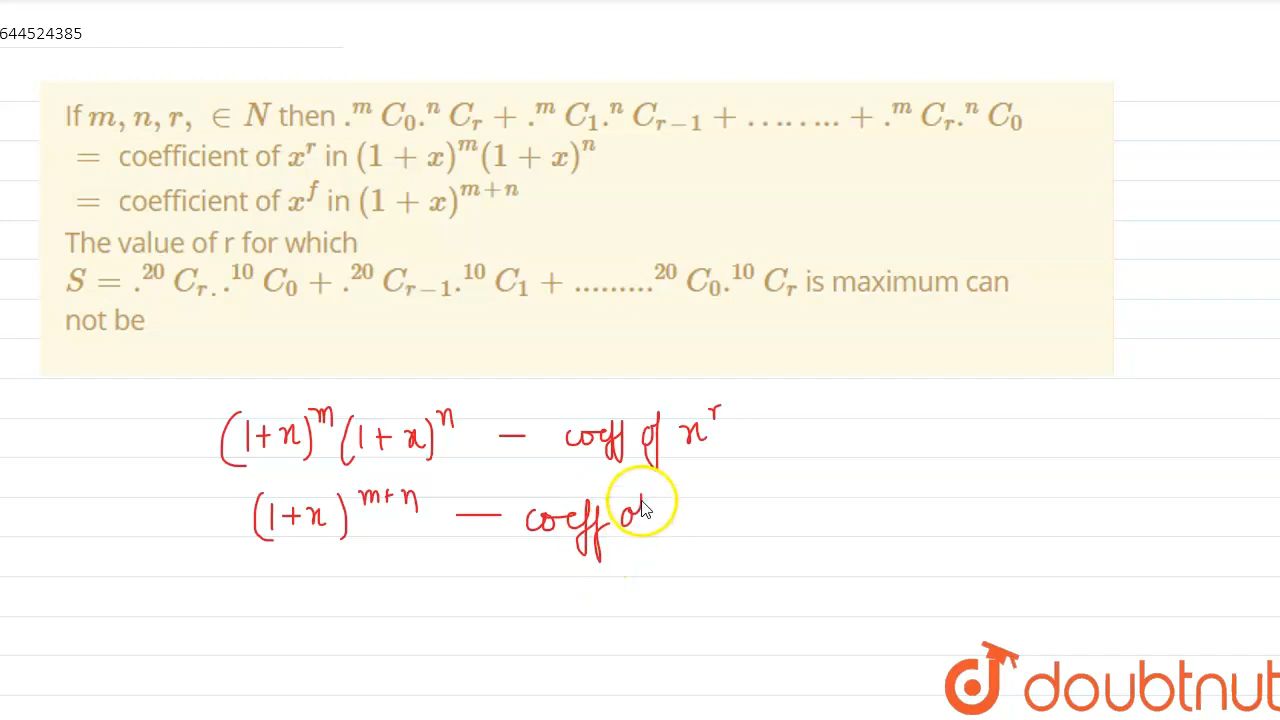 644524385
If m, n, r, ∈ N then .^m C_0.^n C_r + .^m C_1.^n C_{r-1} + ........ + .^m C_r.^n C_0
= coefficient of x^r in (1 + x)^m(1 + x)^n
= coefficient of x^f in (1 + x)^{m+n}
The value of r for which
S = .^{20} C_{r.}.^{10} C_0 + .^{20} C_{r-1}.^{10} C_1 + .........^{20} C_0.^{10} C_r is maximum can
not be
(1+x)^m (1+x)^n — coeff of x^r
(1+x)^{m+n} — coeff o
doubtnut